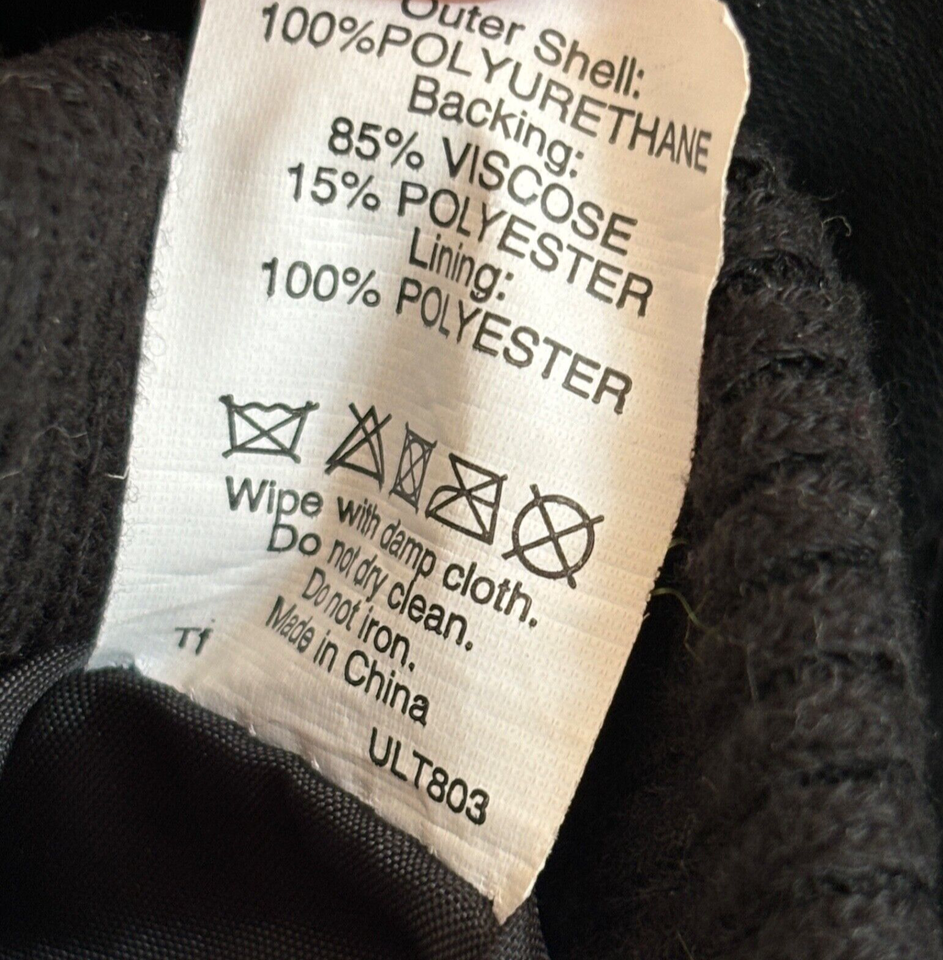 Outer Shell:
100%POLYURETHANE
Backing:
85% VISCOSE
15% POLYESTER
Lining:
100% POLYESTER
Wipe with damp cloth.
Do not dry clean.
Do not iron.
Made in China
Tf
ULT803